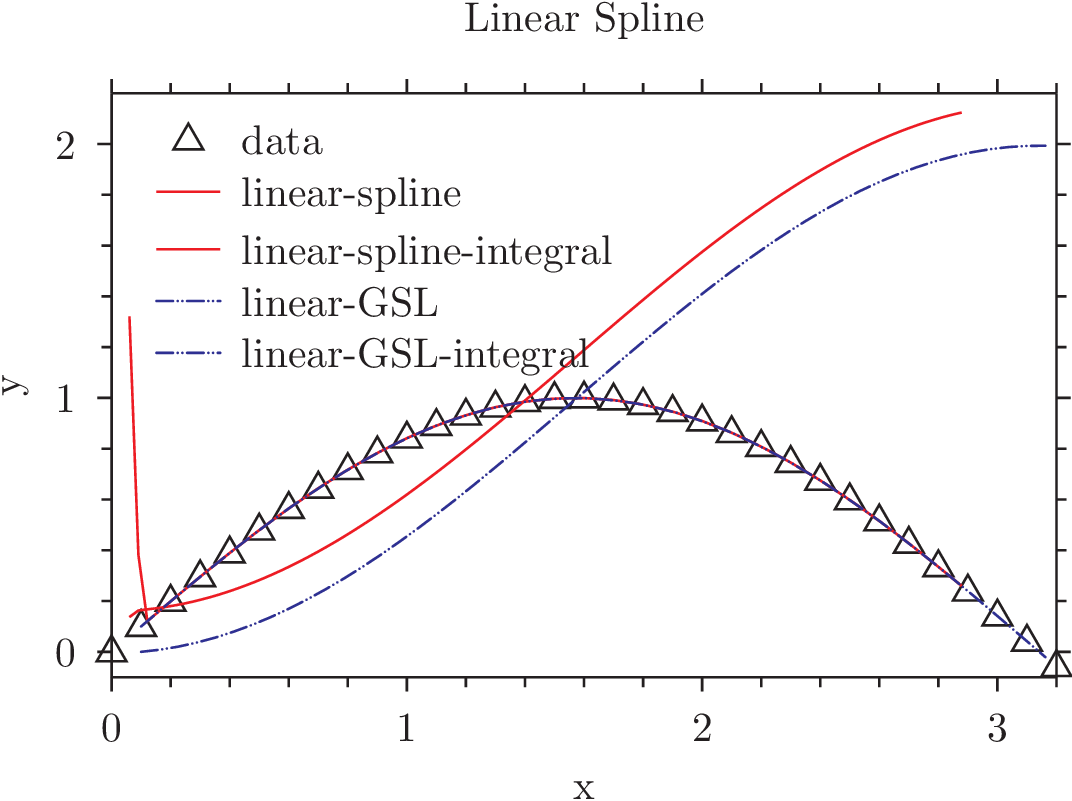 Linear Spline
2
data
linear-spline
linear-spline-integral
linear-GSL
linear-GSL-integral
y
1
0
0 1 2 3
x